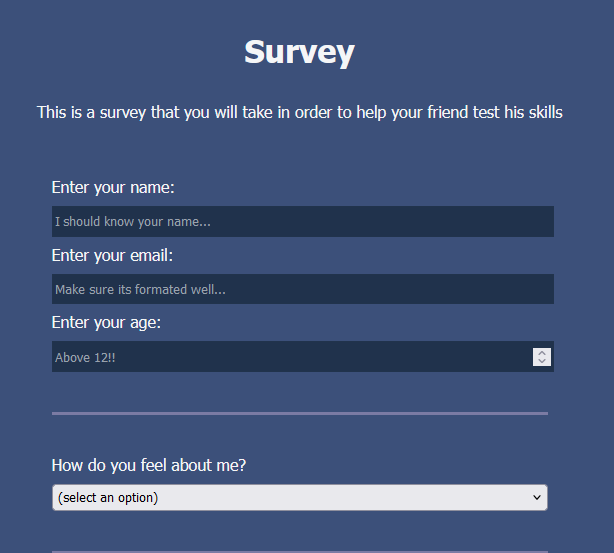 Survey
This is a survey that you will take in order to help your friend test his skills
Enter your name:
I should know your name...
Enter your email:
Make sure its formated well...
Enter your age:
Above 12!!
How do you feel about me?
(select an option)